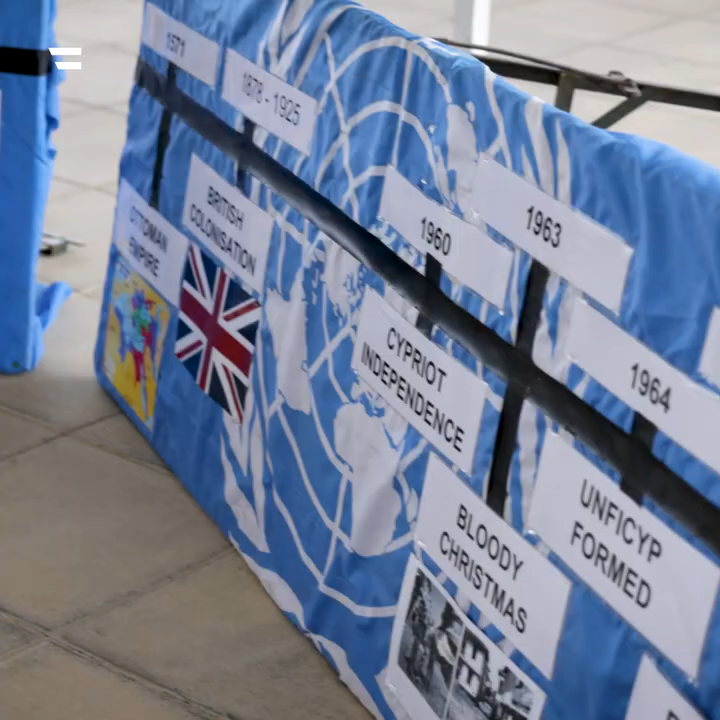 1571
1878 - 1925
1960
1963
1964
OTTOMAN
EMPIRE
BRITISH
COLONISATION
CYPRIOT
INDEPENDENCE
BLOODY
CHRISTMAS
UNFICYP
FORMED